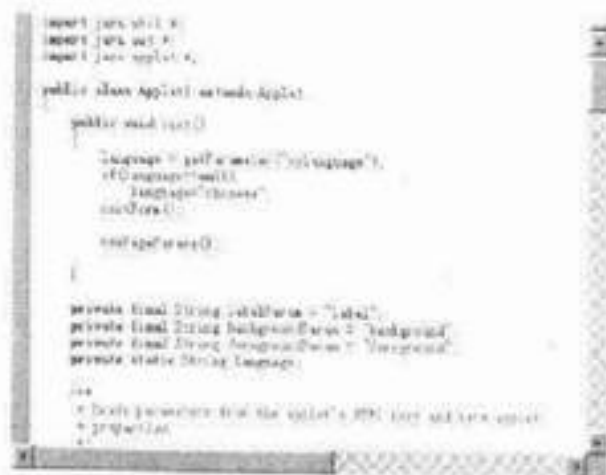 import java.util.*;
import java.awt.*;
import java.applet.*;
public class Applet1 extends Applet
{
public void init()
{
language = getParameter("
if(language==null)
language="chinese"
initForm();
usePageParams();
}
private final String labelParam = "label";
private final String backgroundParam = "background";
private final String foregroundParam = "foreground";
private static String language;
/**
* Reads parameters from the applet's HTML host and sets applet
* properties
*/